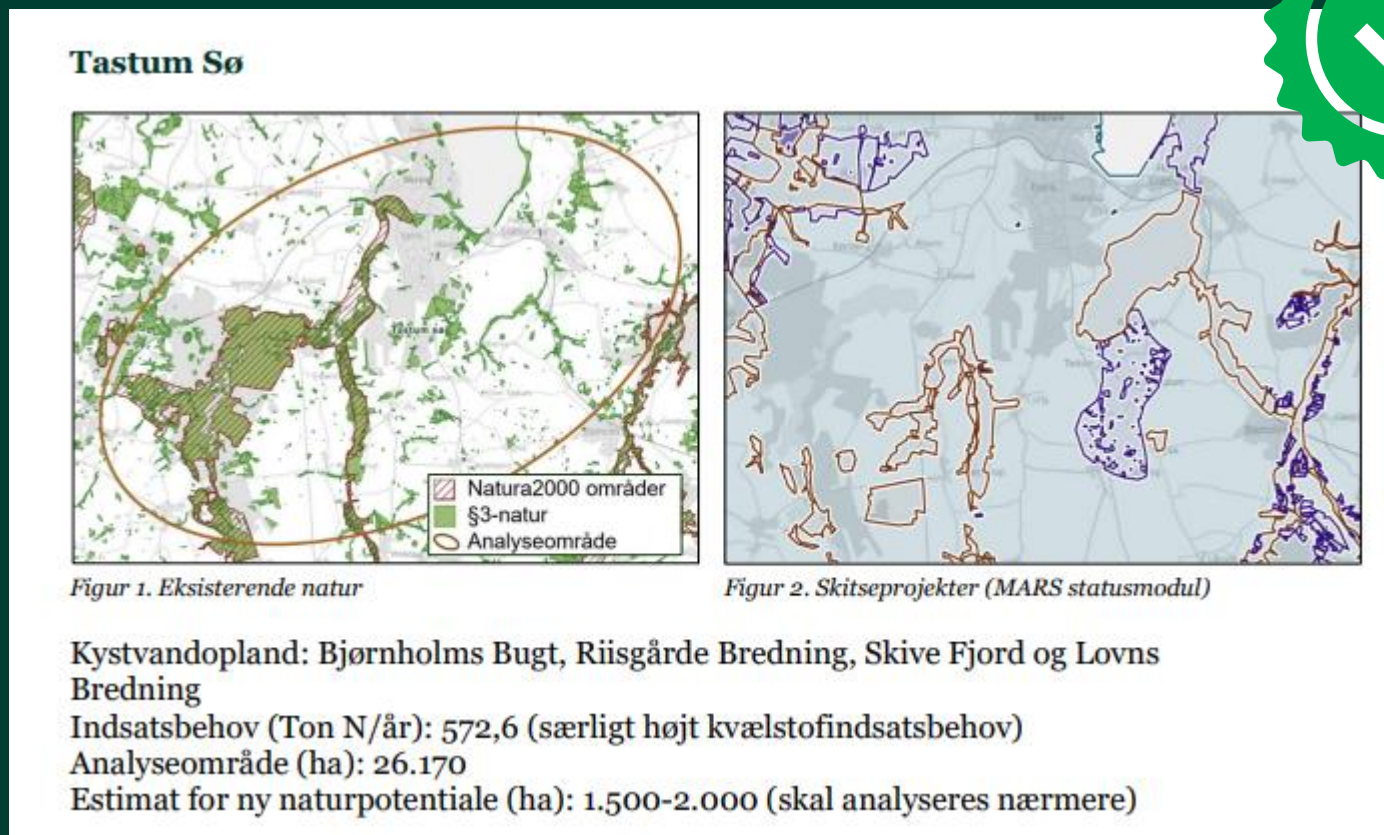 Tastum Sø
Natura2000 områder
§3-natur
Analyseområde
Figur 1. Eksisterende natur
Figur 2. Skitseprojekter (MARS statusmodul)
Kystvandopland: Bjørnholms Bugt, Riisgårde Bredning, Skive Fjord og Lovns
Bredning
Indsatsbehov (Ton N/år): 572,6 (særligt højt kvælstofindsatsbehov)
Analyseområde (ha): 26.170
Estimat for ny naturpotentiale (ha): 1.500-2.000 (skal analyseres nærmere)